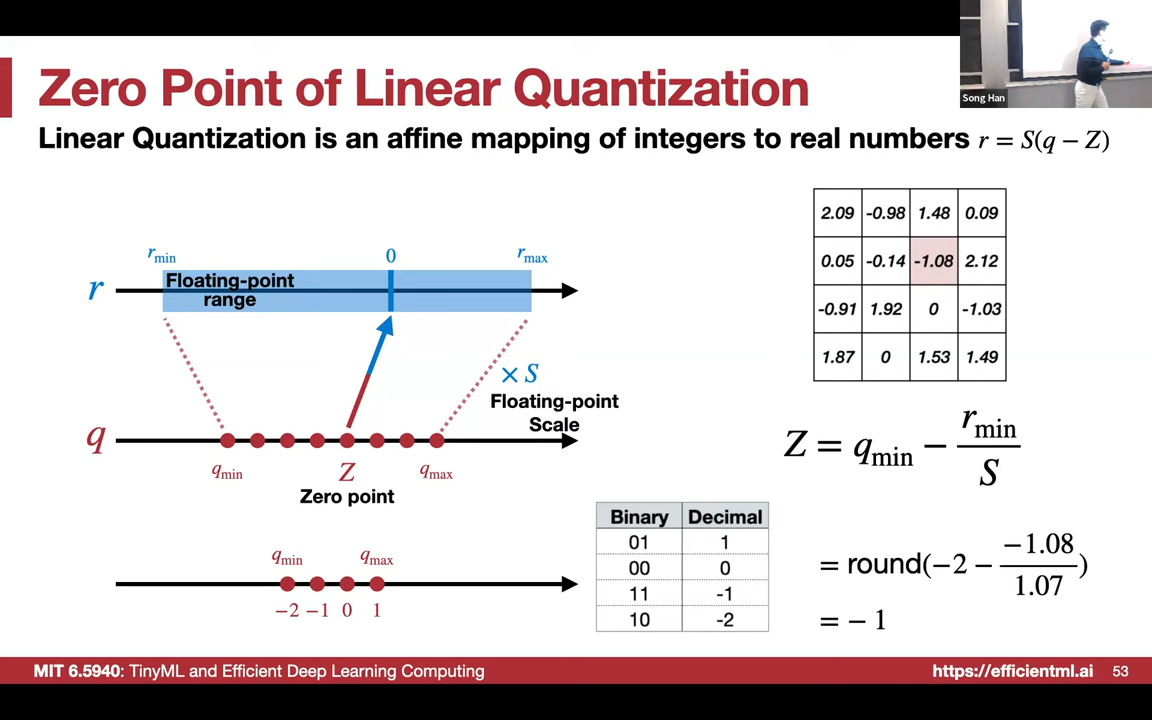 Song Han
Zero Point of Linear Quantization
Linear Quantization is an affine mapping of integers to real numbers r = S(q − Z)
r_min 0 r_max
r
Floating-point
range
× S
Floating-point
Scale
q
q_min Z q_max
Zero point
q_min q_max
−2 −1 0 1
Binary Decimal
01 1
00 0
11 -1
10 -2
2.09 -0.98 1.48 0.09
0.05 -0.14 -1.08 2.12
-0.91 1.92 0 -1.03
1.87 0 1.53 1.49
Z = q_min − r_min / S
= round(−2 − −1.08 / 1.07)
= − 1
MIT 6.5940: TinyML and Efficient Deep Learning Computing https://efficientml.ai 53